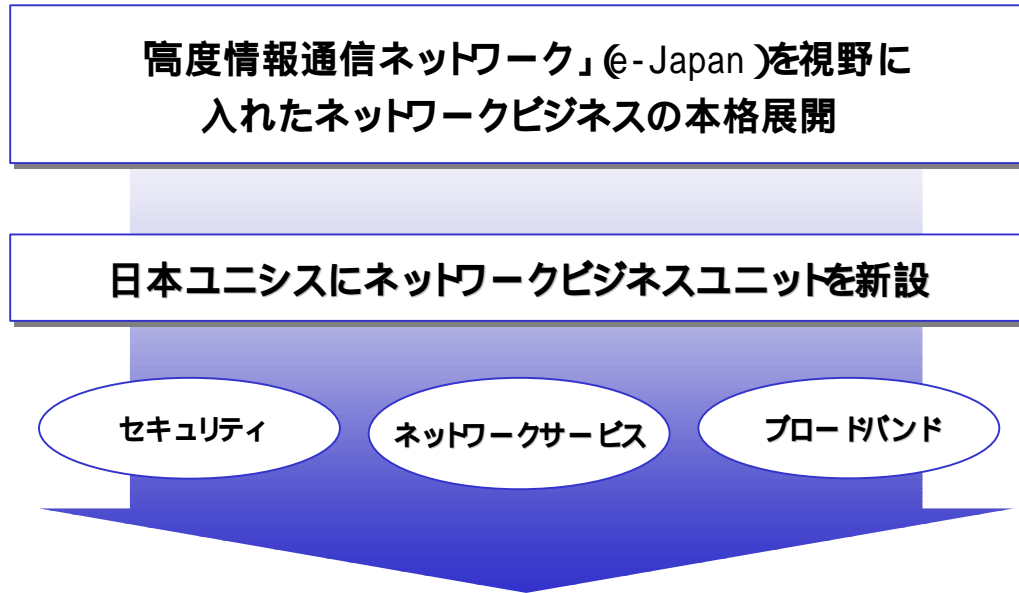 「高度情報通信ネットワーク」(e-Japan)を視野に
入れたネットワークビジネスの本格展開
日本ユニシスにネットワークビジネスユニットを新設
セキュリティ
ネットワークサービス
ブロードバンド